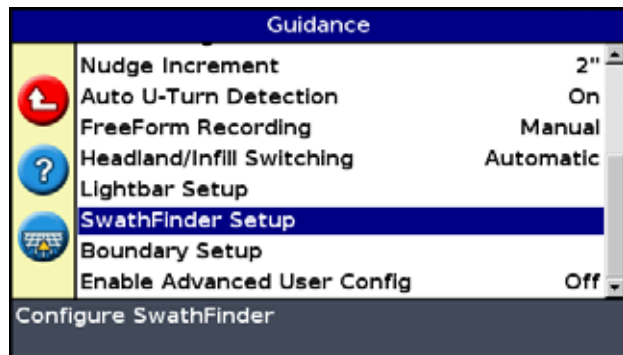 Guidance
Nudge Increment 2"
Auto U-Turn Detection On
FreeForm Recording Manual
Headland/Infill Switching Automatic
Lightbar Setup
SwathFinder Setup
Boundary Setup
Enable Advanced User Config Off
Configure SwathFinder